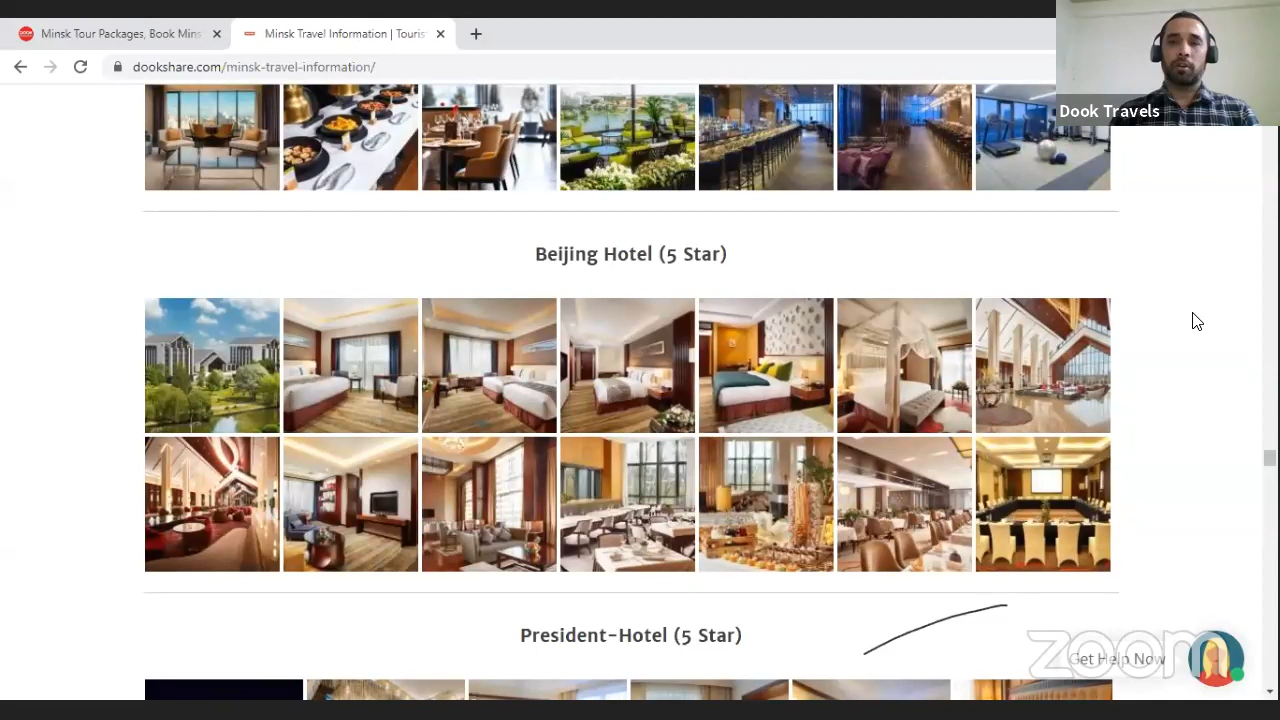 Minsk Tour Packages, Book Mins
Minsk Travel Information | Touris
dookshare.com/minsk-travel-information/
Dook Travels
Beijing Hotel (5 Star)
President-Hotel (5 Star)
zoom
Get Help Now